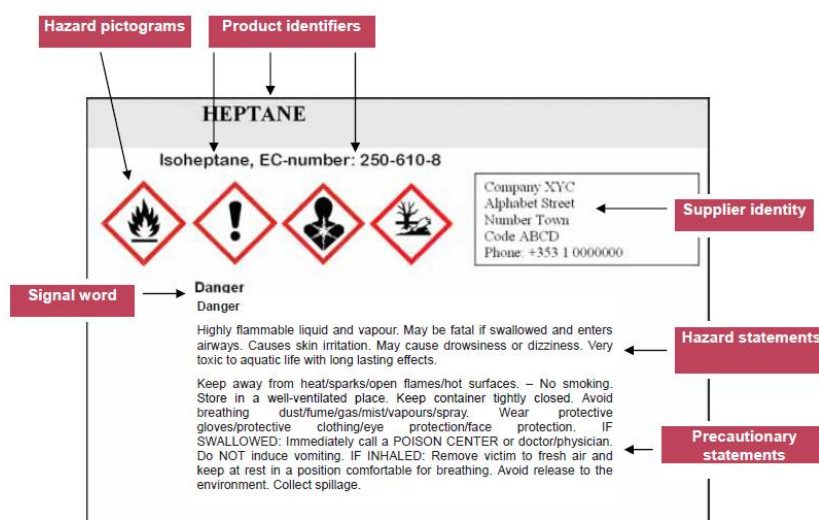 Hazard pictograms
Product identifiers
HEPTANE
Isoheptane, EC-number: 250-610-8
Company XYC
Alphabet Street
Number Town
Code ABCD
Phone: +353 1 0000000
Supplier identity
Signal word
Danger
Danger
Highly flammable liquid and vapour. May be fatal if swallowed and enters
airways. Causes skin irritation. May cause drowsiness or dizziness. Very
toxic to aquatic life with long lasting effects.
Hazard statements
Keep away from heat/sparks/open flames/hot surfaces. – No smoking.
Store in a well-ventilated place. Keep container tightly closed. Avoid
breathing dust/fume/gas/mist/vapours/spray. Wear protective
gloves/protective clothing/eye protection/face protection. IF
SWALLOWED: Immediately call a POISON CENTER or doctor/physician.
Do NOT induce vomiting. IF INHALED: Remove victim to fresh air and
keep at rest in a position comfortable for breathing. Avoid release to the
environment. Collect spillage.
Precautionary
statements